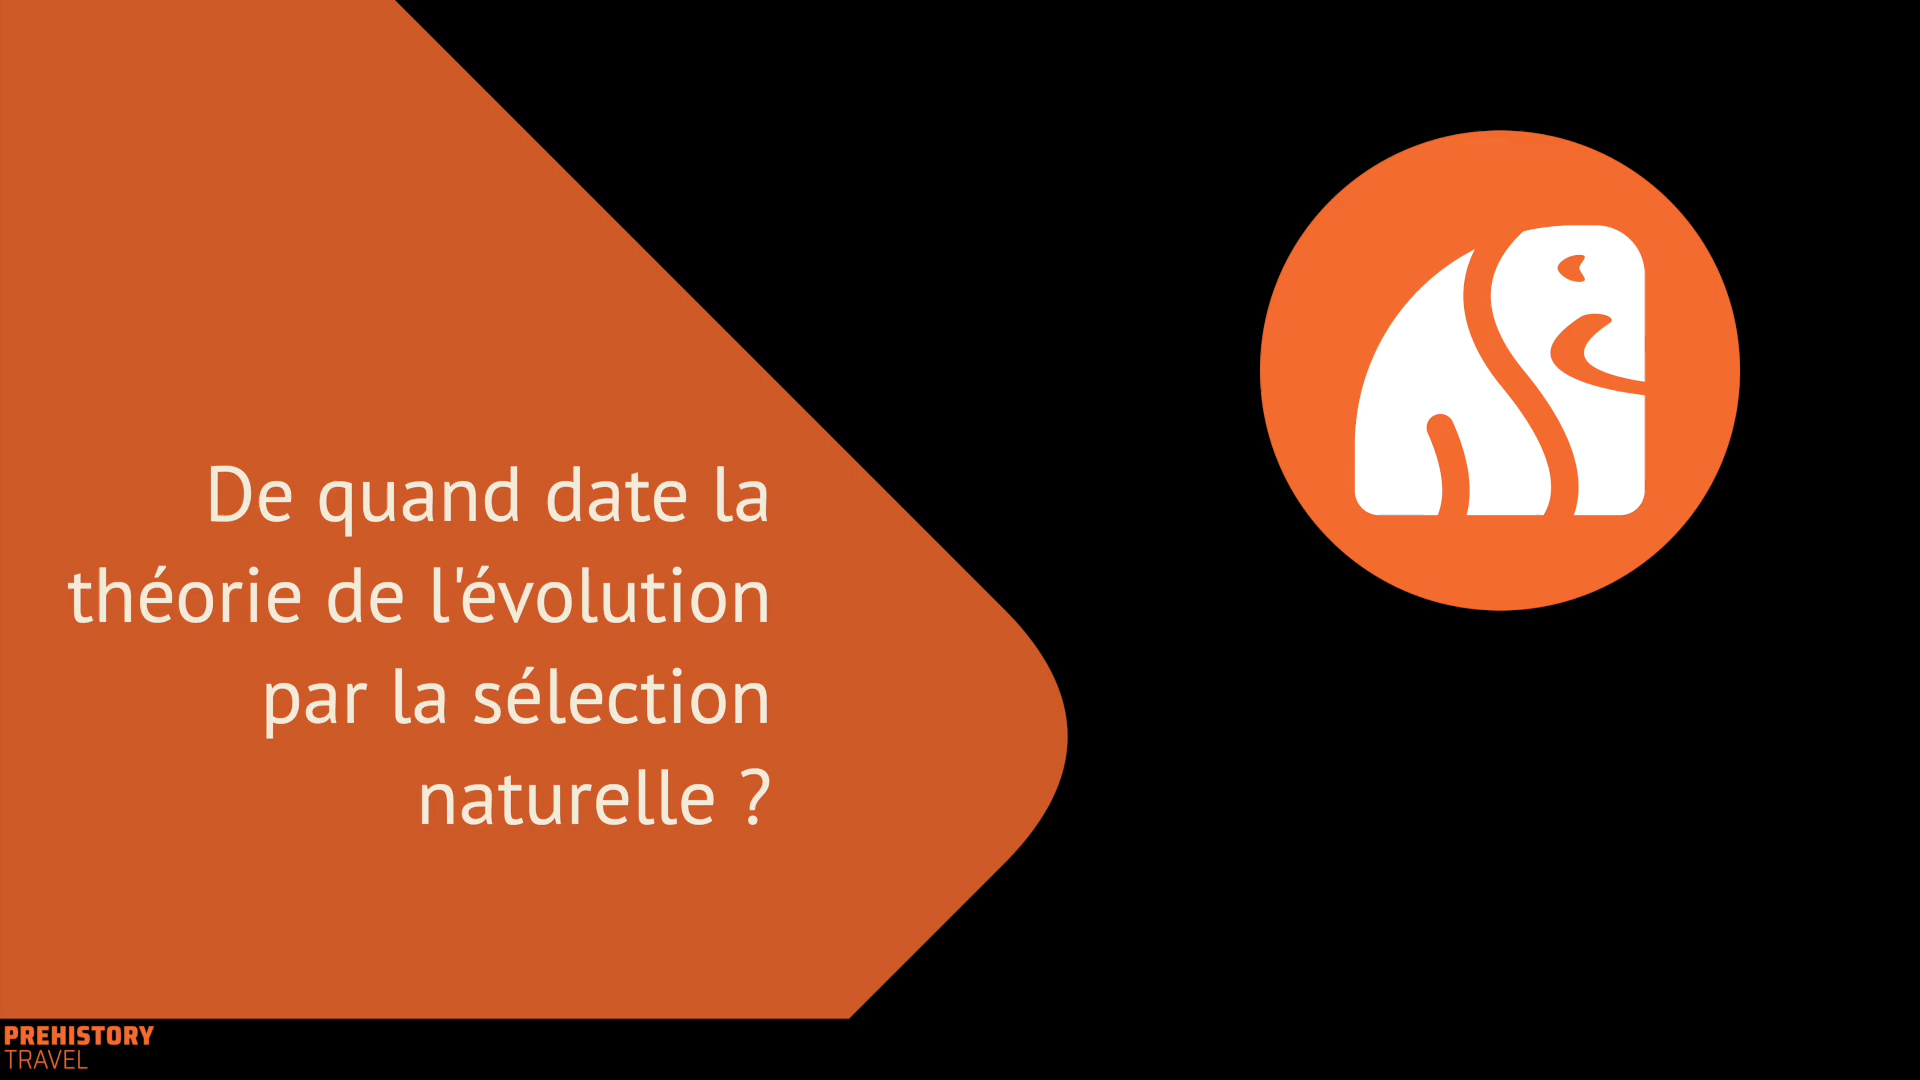 De quand date la
théorie de l'évolution
par la sélection
naturelle ?
PREHISTORY
TRAVEL